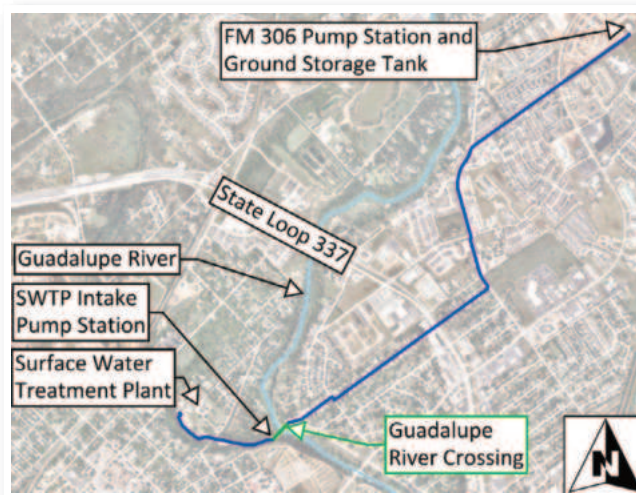 FM 306 Pump Station and
Ground Storage Tank
State Loop 337
Guadalupe River
SWTP Intake
Pump Station
Surface Water
Treatment Plant
Guadalupe
River Crossing
N